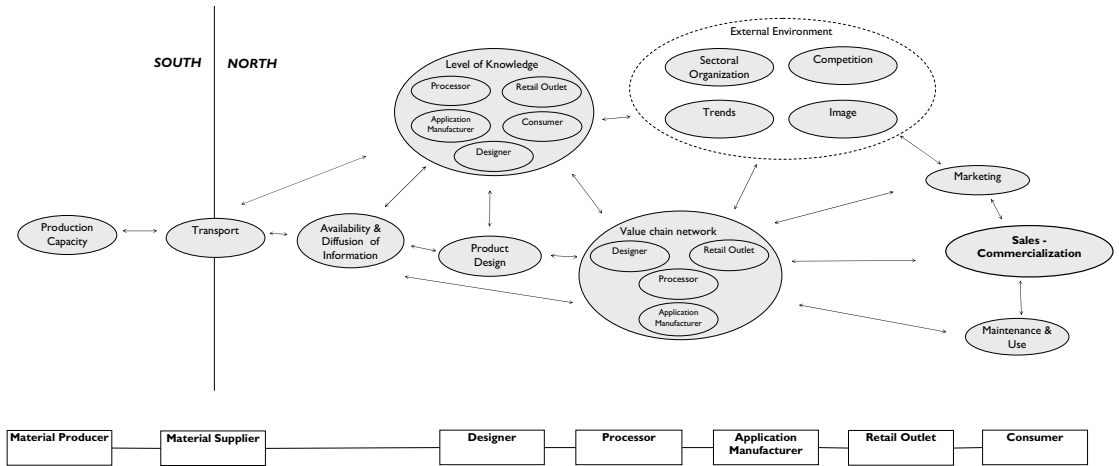 External Environment
SOUTH
NORTH
Level of Knowledge
Sectoral
Organization
Competition
Processor
Retail Outlet
Trends
Image
Application
Manufacturer
Consumer
Designer
Marketing
Production
Capacity
Transport
Availability &
Diffusion of
Information
Product
Design
Value chain network
Designer
Retail Outlet
Processor
Application
Manufacturer
Sales -
Commercialization
Maintenance &
Use
Material Producer
Material Supplier
Designer
Processor
Application
Manufacturer
Retail Outlet
Consumer